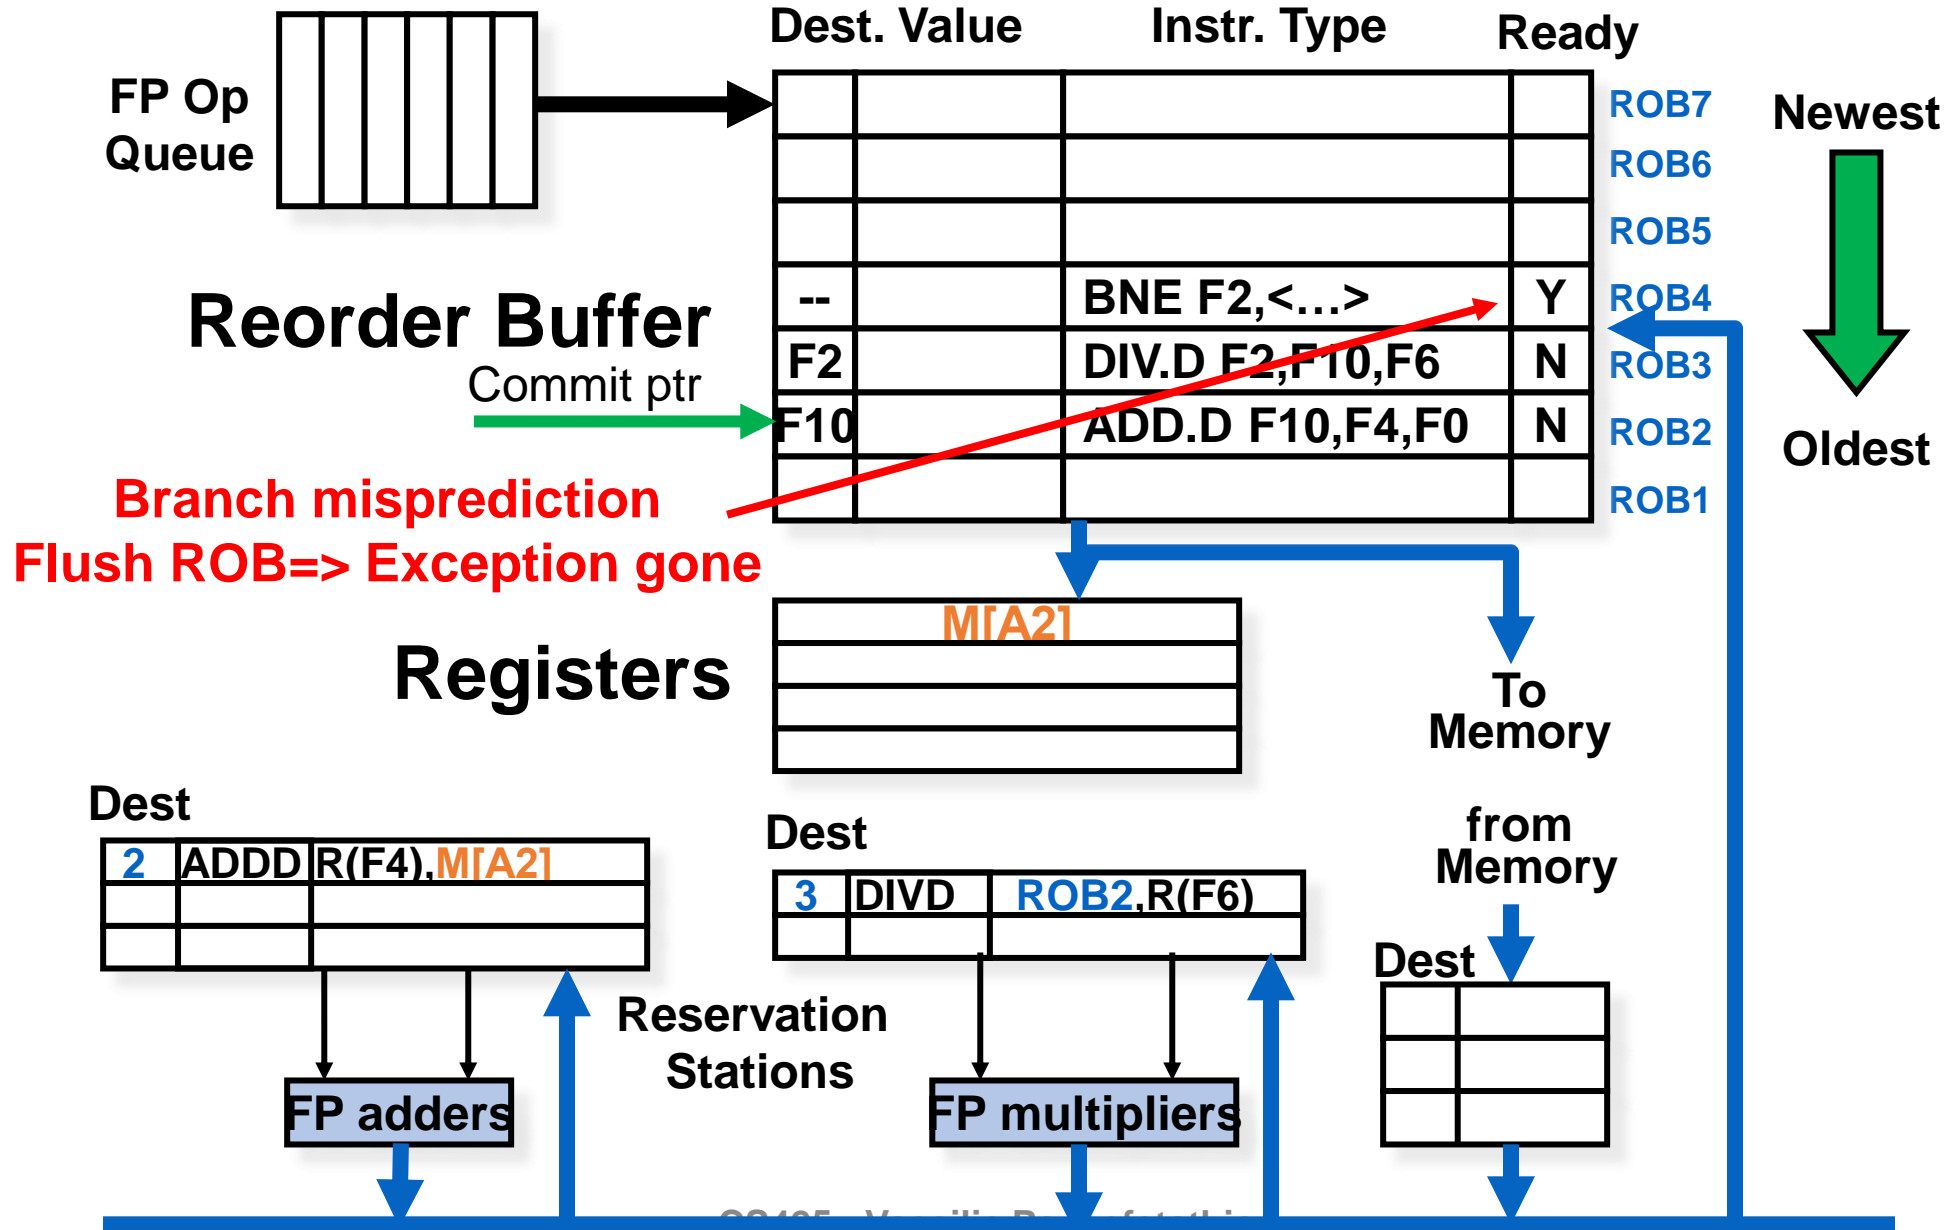 Dest. Value Instr. Type Ready
FP Op
Queue
ROB7
Newest
ROB6
ROB5
Reorder Buffer
-- BNE F2,<...> Y ROB4
F2 DIV.D F2,F10,F6 N ROB3
Commit ptr
F10 ADD.D F10,F4,F0 N ROB2
Oldest
ROB1
Branch misprediction
Flush ROB=> Exception gone
M[A2]
Registers
To
Memory
Dest
2 ADDD R(F4),M[A2]
Dest
3 DIVD ROB2,R(F6)
from
Memory
Dest
Reservation
Stations
FP adders
FP multipliers